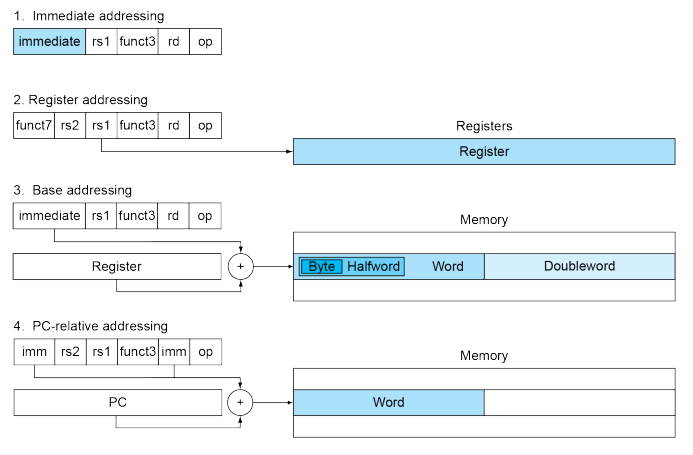 1. Immediate addressing
immediate rs1 funct3 rd op
2. Register addressing
funct7 rs2 rs1 funct3 rd op
Registers
Register
3. Base addressing
immediate rs1 funct3 rd op
Memory
Register + Byte Halfword Word Doubleword
4. PC-relative addressing
imm rs2 rs1 funct3 imm op
Memory
PC + Word